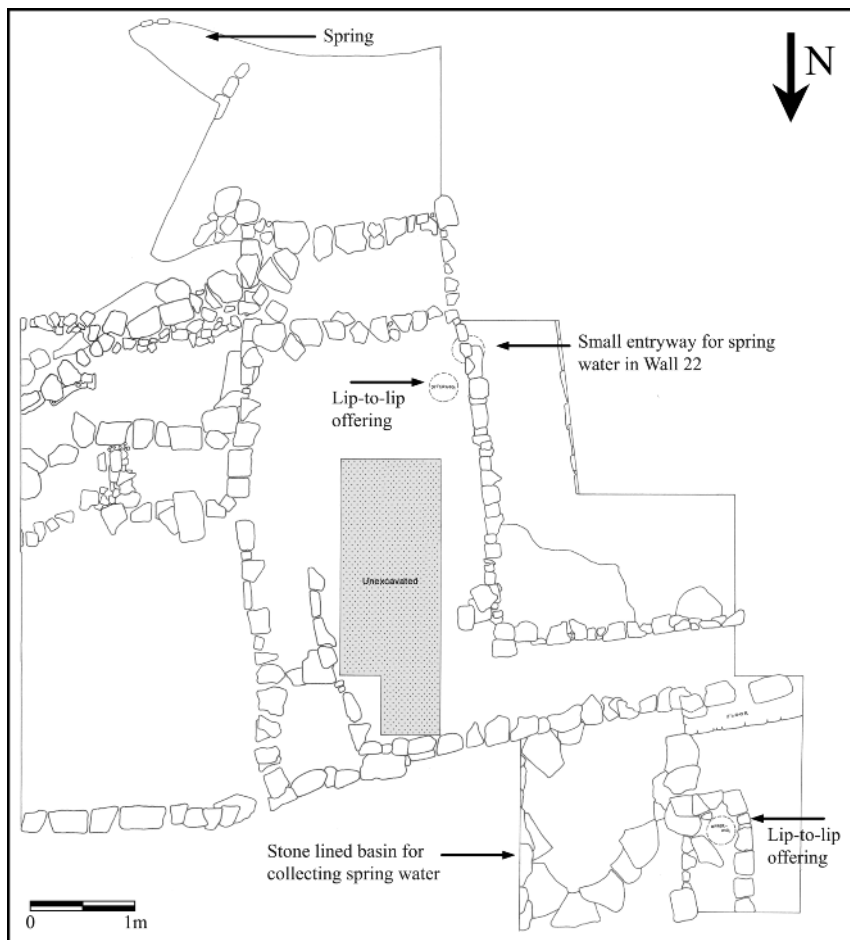 Spring
N
Small entryway for spring
water in Wall 22
Lip-to-lip
offering
Unexcavated
FLOOR
Stone lined basin for
collecting spring water
Lip-to-lip
offering
0
1m